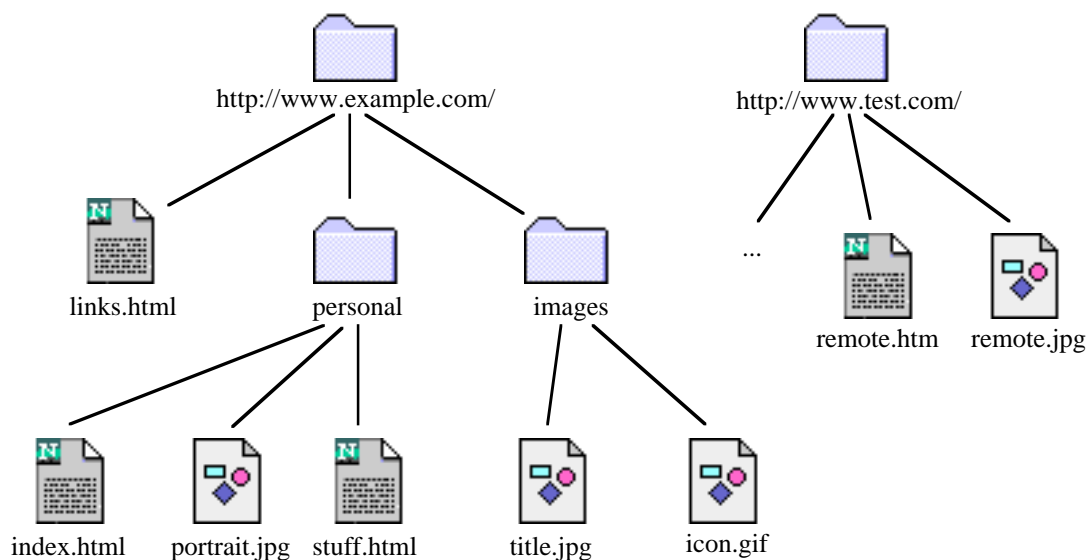 http://www.example.com/
http://www.test.com/
N
links.html
personal
images
...
N
remote.htm
remote.jpg
N
index.html
portrait.jpg
N
stuff.html
title.jpg
icon.gif